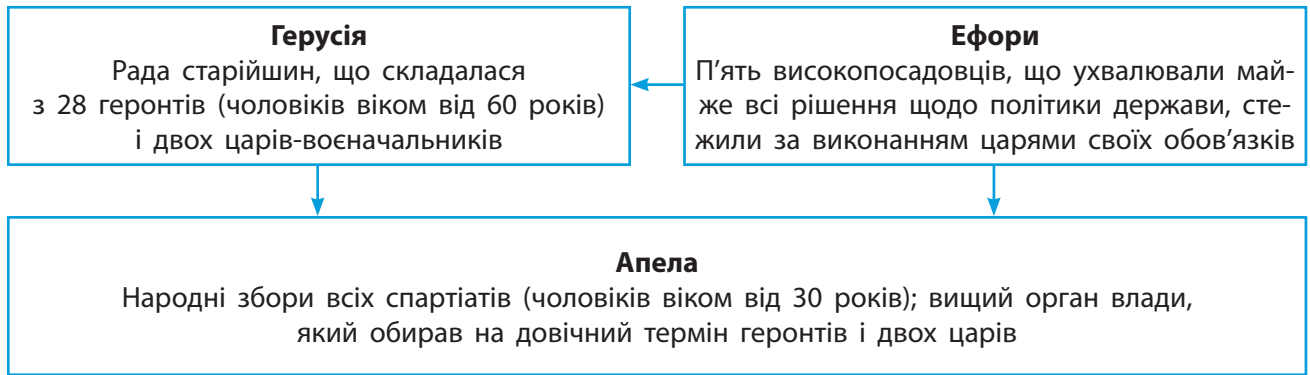 Герусія
Рада старійшин, що складалася
з 28 геронтів (чоловіків віком від 60 років)
і двох царів-воєначальників
Ефори
П’ять високопосадовців, що ухвалювали май-
же всі рішення щодо політики держави, сте-
жили за виконанням царями своїх обов’язків
Апела
Народні збори всіх спартіатів (чоловіків віком від 30 років); вищий орган влади,
який обирав на довічний термін геронтів і двох царів